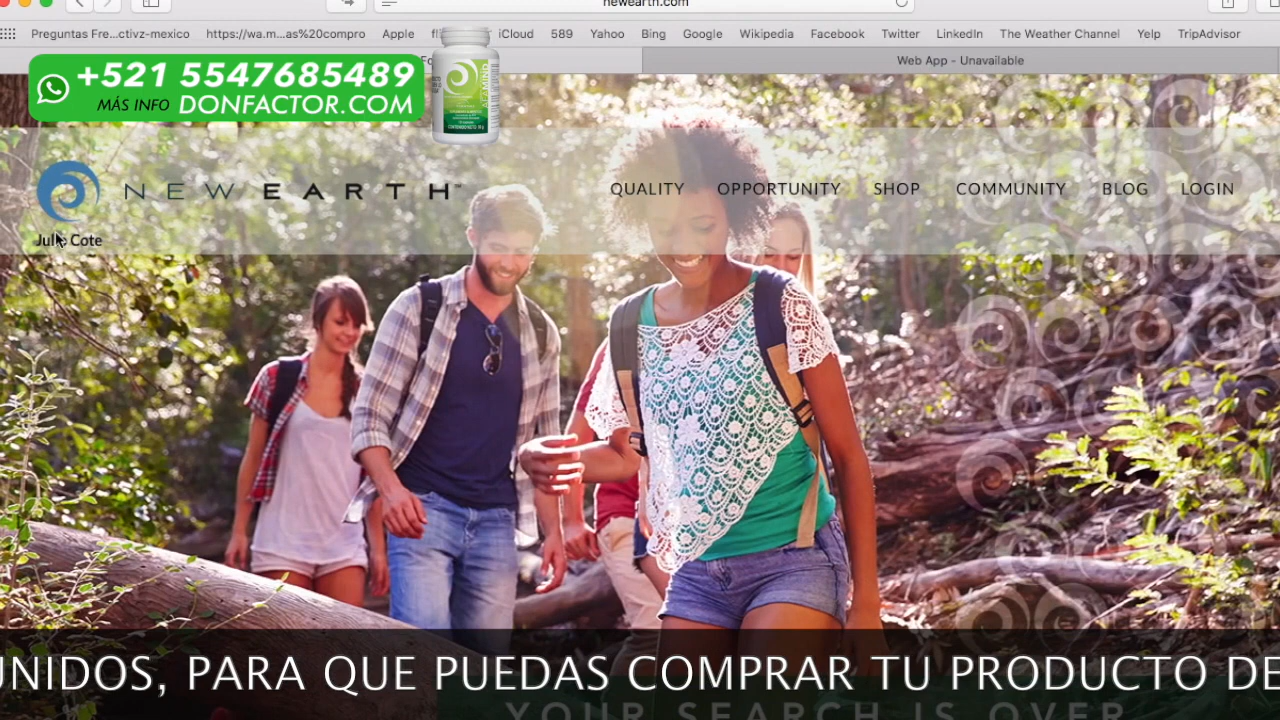 newearth.com
Preguntas Fre...ctivz-mexico https://wa.m...as%20compro Apple iCloud 589 Yahoo Bing Google Wikipedia Facebook Twitter LinkedIn The Weather Channel Yelp TripAdvisor
Web App - Unavailable
+521 5547685489
MÁS INFO DONFACTOR.COM
AFAMIND
NEW EARTH™
QUALITY OPPORTUNITY SHOP COMMUNITY BLOG LOGIN
Cote
UNIDOS, PARA QUE PUEDAS COMPRAR TU PRODUCTO DE
YOUR SEARCH IS OVER